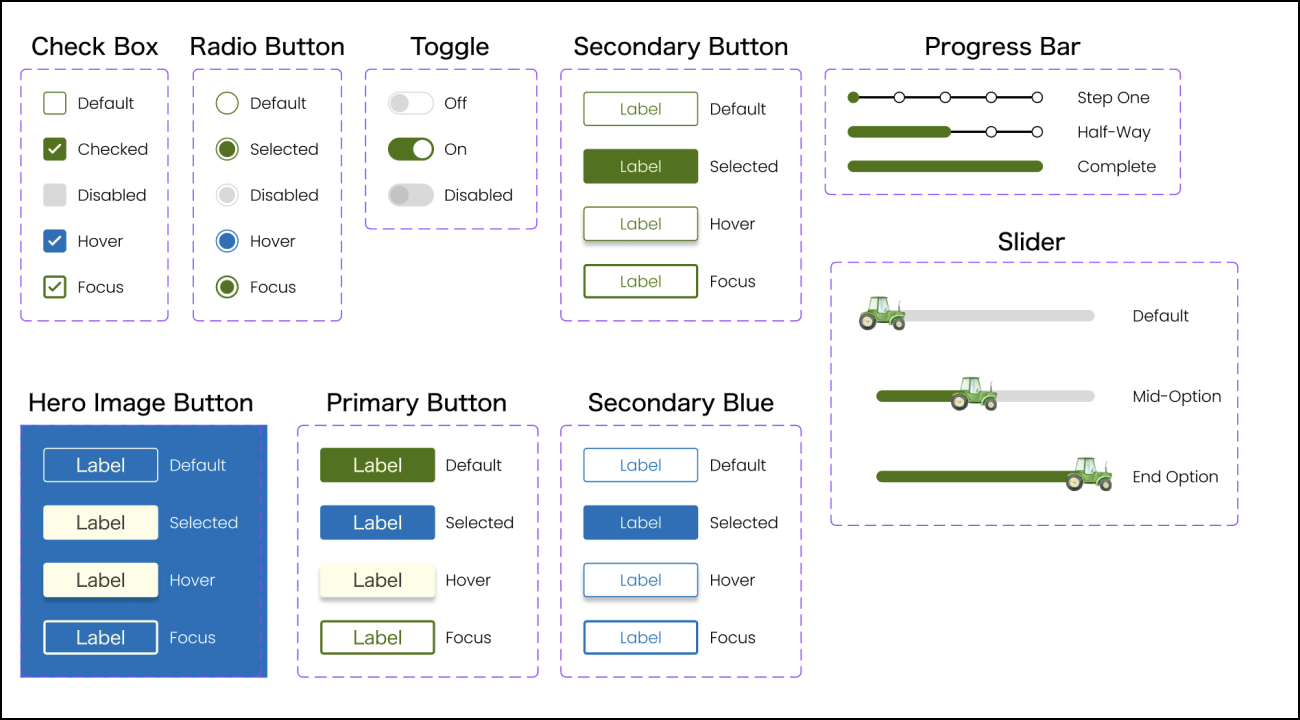 Check Box
Default
Checked
Disabled
Hover
Focus
Radio Button
Default
Selected
Disabled
Hover
Focus
Toggle
Off
On
Disabled
Secondary Button
Label Default
Label Selected
Label Hover
Label Focus
Progress Bar
Step One
Half-Way
Complete
Slider
Default
Mid-Option
End Option
Hero Image Button
Label Default
Label Selected
Label Hover
Label Focus
Primary Button
Label Default
Label Selected
Label Hover
Label Focus
Secondary Blue
Label Default
Label Selected
Label Hover
Label Focus